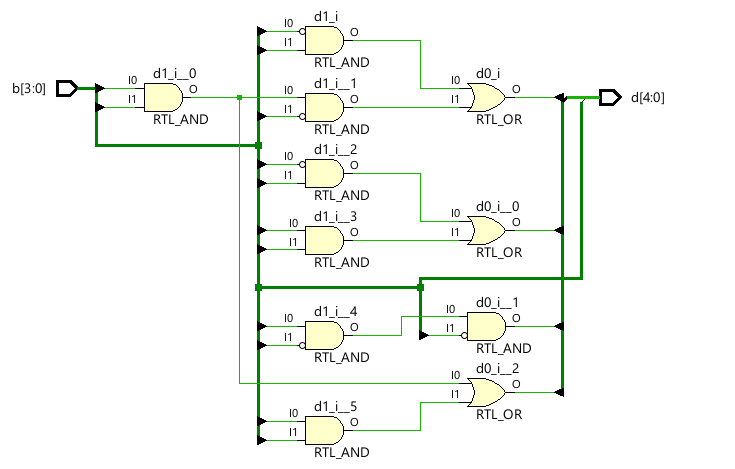 d1_i
I0
O
I1
RTL_AND
d1_i__0
I0
O
I1
RTL_AND
b[3:0]
d1_i__1
I0
O
I1
RTL_AND
d0_i
I0
O
I1
RTL_OR
d[4:0]
d1_i__2
I0
O
I1
RTL_AND
d1_i__3
I0
O
I1
RTL_AND
d0_i__0
I0
O
I1
RTL_OR
d1_i__4
I0
O
I1
RTL_AND
d0_i__1
I0
O
I1
RTL_AND
d0_i__2
I0
O
I1
RTL_OR
d1_i__5
I0
O
I1
RTL_AND